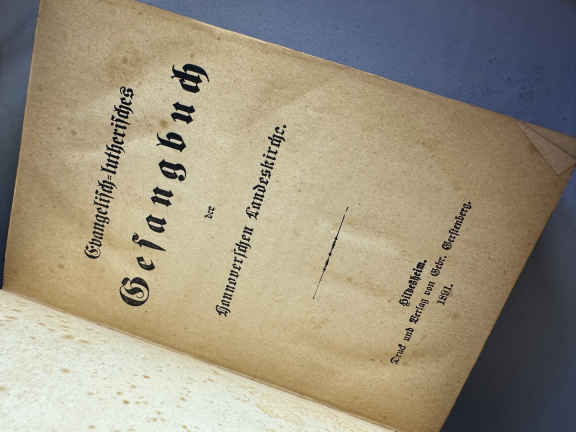 Evangelisch-lutherisches
Gesangbuch
der
Hannoverschen Landeskirche.
Hildesheim.
Druck und Verlag von Gebr. Gerstenberg.
1891.